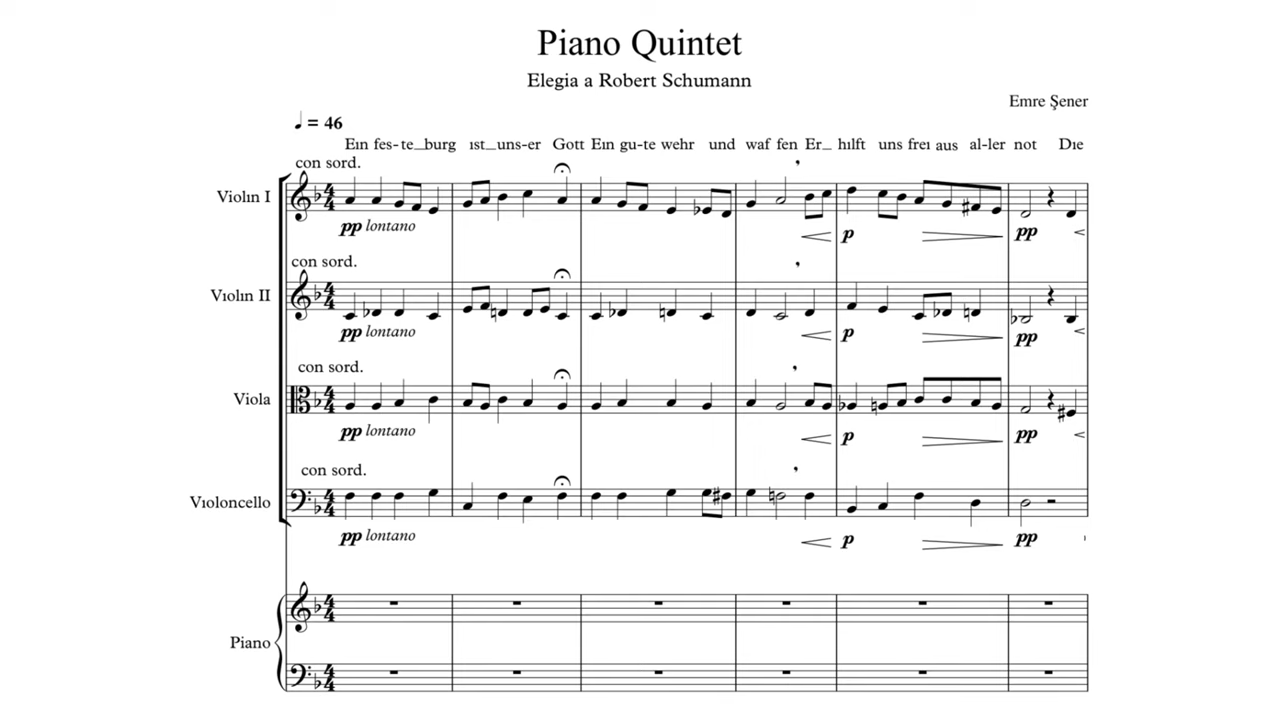 Piano Quintet
Elegia a Robert Schumann
Emre Şener
♩ = 46
Ein fes-te_burg ist_uns-er Gott Ein gu-te wehr und waf fen Er_ hilft uns frei aus al-ler not Die
con sord.
Violin I
pp lontano
p
pp
con sord.
Violin II
pp lontano
p
pp
con sord.
Viola
pp lontano
p
pp
con sord.
Violoncello
pp lontano
p
pp
Piano